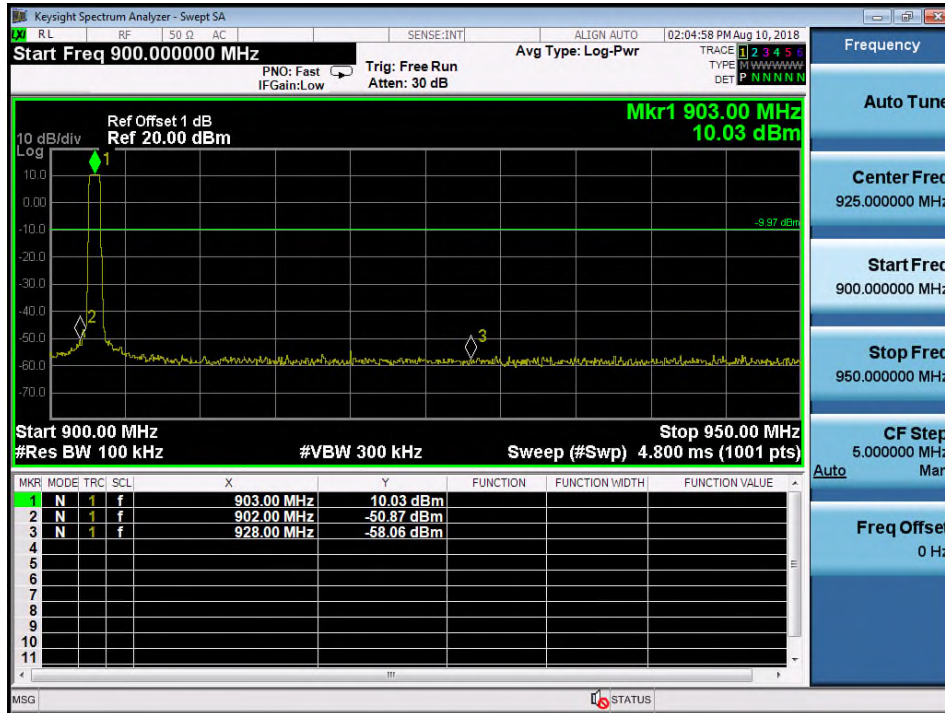 Keysight Spectrum Analyzer - Swept SA
LXI RL RF 50 Ω AC SENSE:INT ALIGN AUTO 02:04:58 PM Aug 10, 2018
Start Freq 900.000000 MHz
PNO: Fast
IFGain:Low
Trig: Free Run
Atten: 30 dB
Avg Type: Log-Pwr
TRACE 1 2 3 4 5 6
TYPE M W W W W W
DET P N N N N N
Mkr1 903.00 MHz
10.03 dBm
Ref Offset 1 dB
10 dB/div Ref 20.00 dBm
Log
1
10.0
0.00
-9.97 dBm
-10.0
-20.0
-30.0
-40.0
2
3
-50.0
-60.0
-70.0
Start 900.00 MHz Stop 950.00 MHz
#Res BW 100 kHz #VBW 300 kHz Sweep (#Swp) 4.800 ms (1001 pts)
MKR MODE TRC SCL X Y FUNCTION FUNCTION WIDTH FUNCTION VALUE
1 N 1 f 903.00 MHz 10.03 dBm
2 N 1 f 902.00 MHz -50.87 dBm
3 N 1 f 928.00 MHz -58.06 dBm
4
5
6
7
8
9
10
11
MSG STATUS
Frequency
Auto Tune
Center Freq
925.000000 MHz
Start Freq
900.000000 MHz
Stop Freq
950.000000 MHz
CF Step
5.000000 MHz
Auto Man
Freq Offset
0 Hz